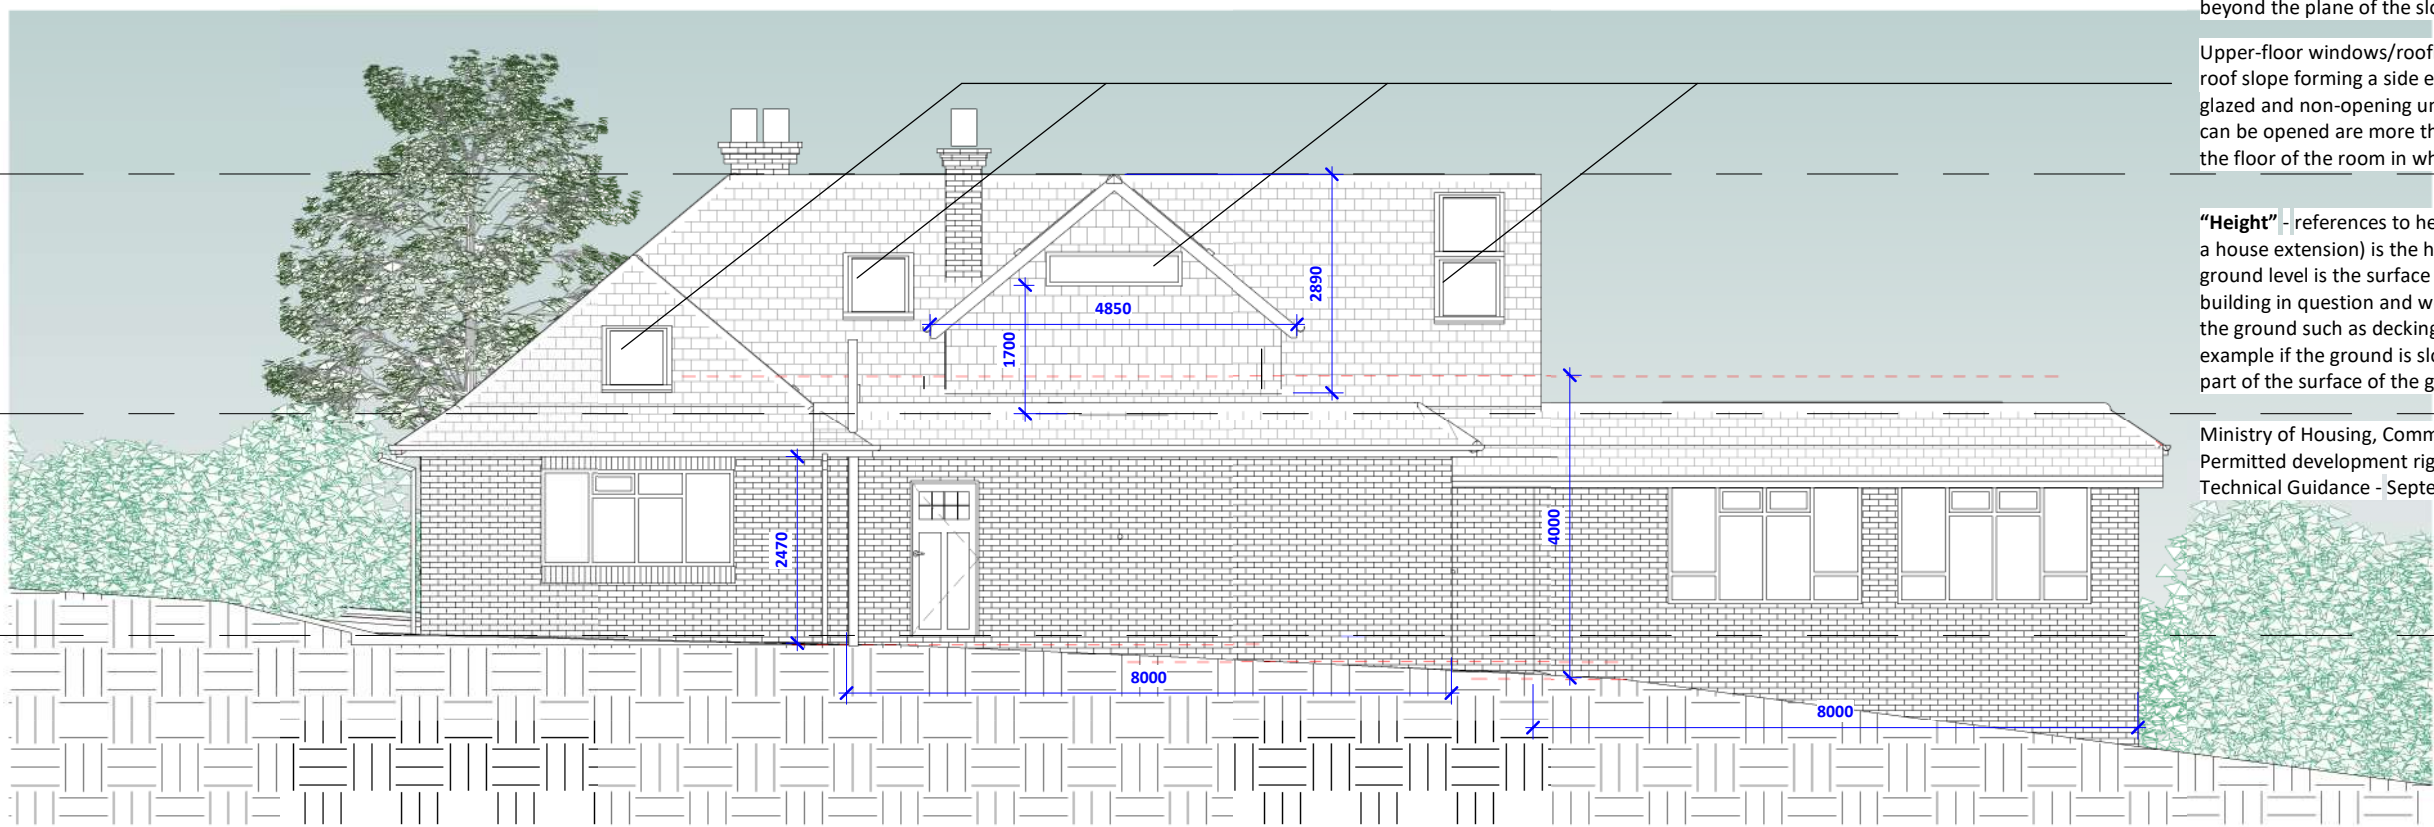 beyond the plane of the slo
Upper-floor windows/roof
roof slope forming a side e
glazed and non-opening un
can be opened are more th
the floor of the room in wh
“Height” - references to he
a house extension) is the h
ground level is the surface
building in question and w
the ground such as decking
example if the ground is slo
part of the surface of the g
Ministry of Housing, Comm
Permitted development rig
Technical Guidance - Septe
2890
4850
1700
4000
2470
8000
8000